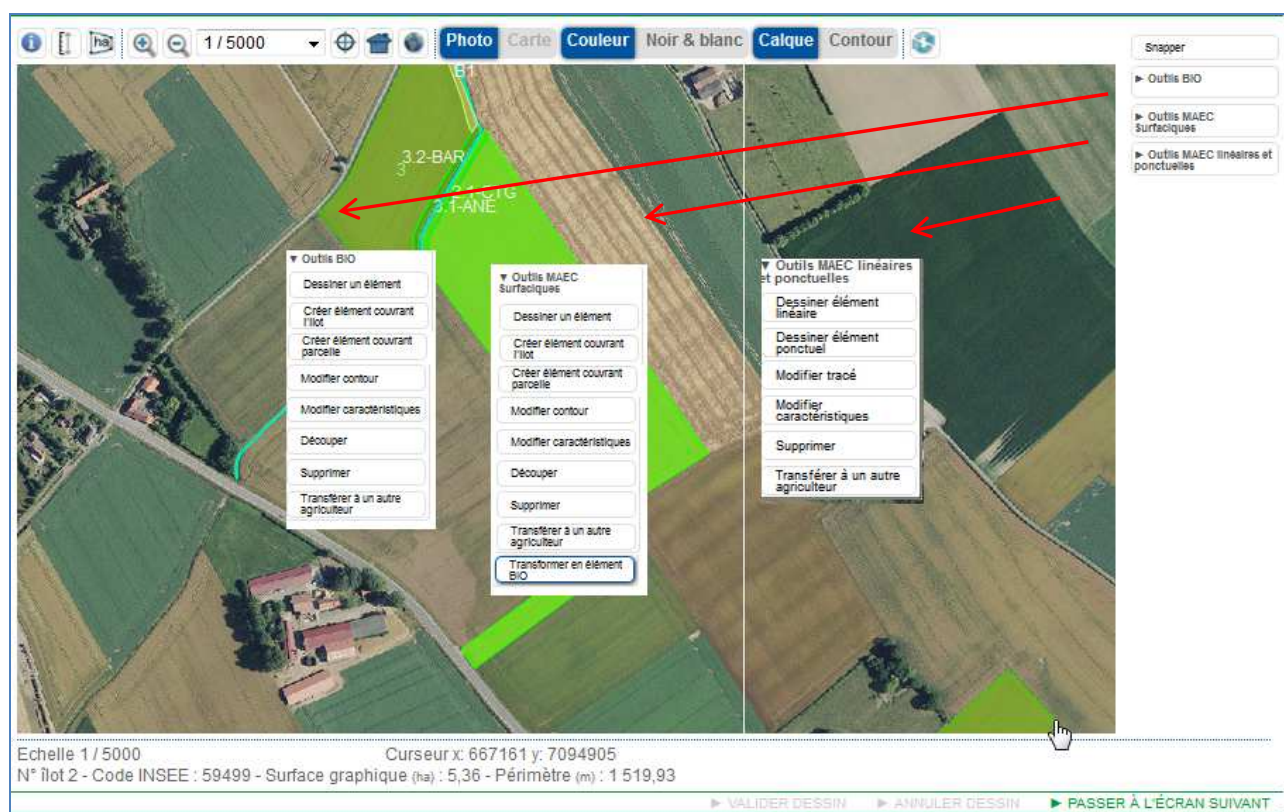 ha 1 / 5000 Photo Carte Couleur Noir & blanc Calque Contour
Snapper
► Outils BIO
► Outils MAEC
Surfaciques
► Outils MAEC linéaires et
ponctuelles
B1
3.2-BAR
3
3.1-CTG
3.1-ANE
▼ Outils BIO
Dessiner un élément
Créer élément couvrant
l'îlot
Créer élément couvrant
parcelle
Modifier contour
Modifier caractéristiques
Découper
Supprimer
Transférer à un autre
agriculteur
▼ Outils MAEC
Surfaciques
Dessiner un élément
Créer élément couvrant
l'îlot
Créer élément couvrant
parcelle
Modifier contour
Modifier caractéristiques
Découper
Supprimer
Transférer à un autre
agriculteur
Transformer en élément
BIO
▼ Outils MAEC linéaires
et ponctuelles
Dessiner élément
linéaire
Dessiner élément
ponctuel
Modifier tracé
Modifier
caractéristiques
Supprimer
Transférer à un autre
agriculteur
Echelle 1 / 5000 Curseur x: 667161 y: 7094905
N° îlot 2 - Code INSEE : 59499 - Surface graphique (ha) : 5,36 - Périmètre (m) : 1 519,93
► VALIDER DESSIN ► ANNULER DESSIN ► PASSER À L'ÉCRAN SUIVANT